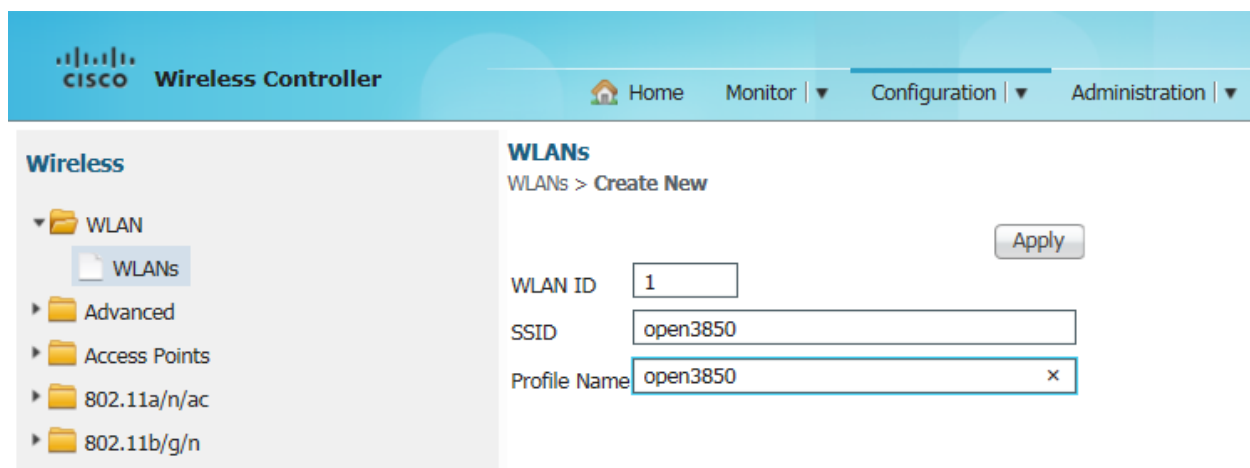 CISCO Wireless Controller
Home Monitor Configuration Administration
Wireless
WLAN
WLANs
Advanced
Access Points
802.11a/n/ac
802.11b/g/n
WLANs
WLANs > Create New
Apply
WLAN ID 1
SSID open3850
Profile Name open3850 ×